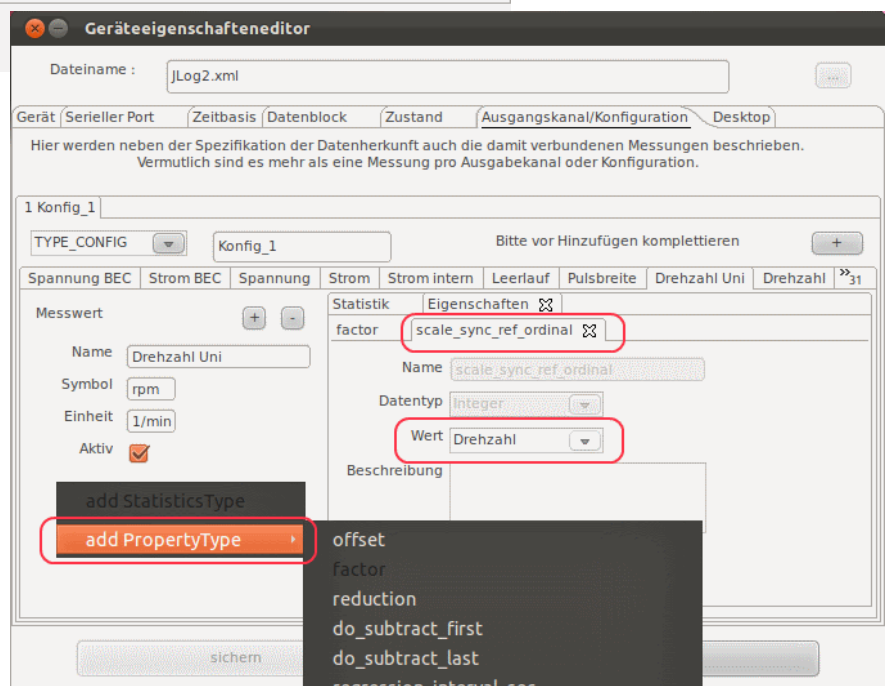 Geräteeigenschafteneditor
Dateiname :
JLog2.xml
...
Gerät Serieller Port Zeitbasis Datenblock Zustand Ausgangskanal/Konfiguration Desktop
Hier werden neben der Spezifikation der Datenherkunft auch die damit verbundenen Messungen beschrieben.
Vermutlich sind es mehr als eine Messung pro Ausgabekanal oder Konfiguration.
1 Konfig_1
TYPE_CONFIG Konfig_1 Bitte vor Hinzufügen komplettieren +
Spannung BEC Strom BEC Spannung Strom Strom intern Leerlauf Pulsbreite Drehzahl Uni Drehzahl »31
Messwert + -
Name Drehzahl Uni
Symbol rpm
Einheit 1/min
Aktiv
Statistik Eigenschaften
factor scale_sync_ref_ordinal
Name scale_sync_ref_ordinal
Datentyp Integer
Wert Drehzahl
Beschreibung
add StatisticsType
add PropertyType
offset
factor
reduction
do_subtract_first
do_subtract_last
regression_interval_sec
sichern